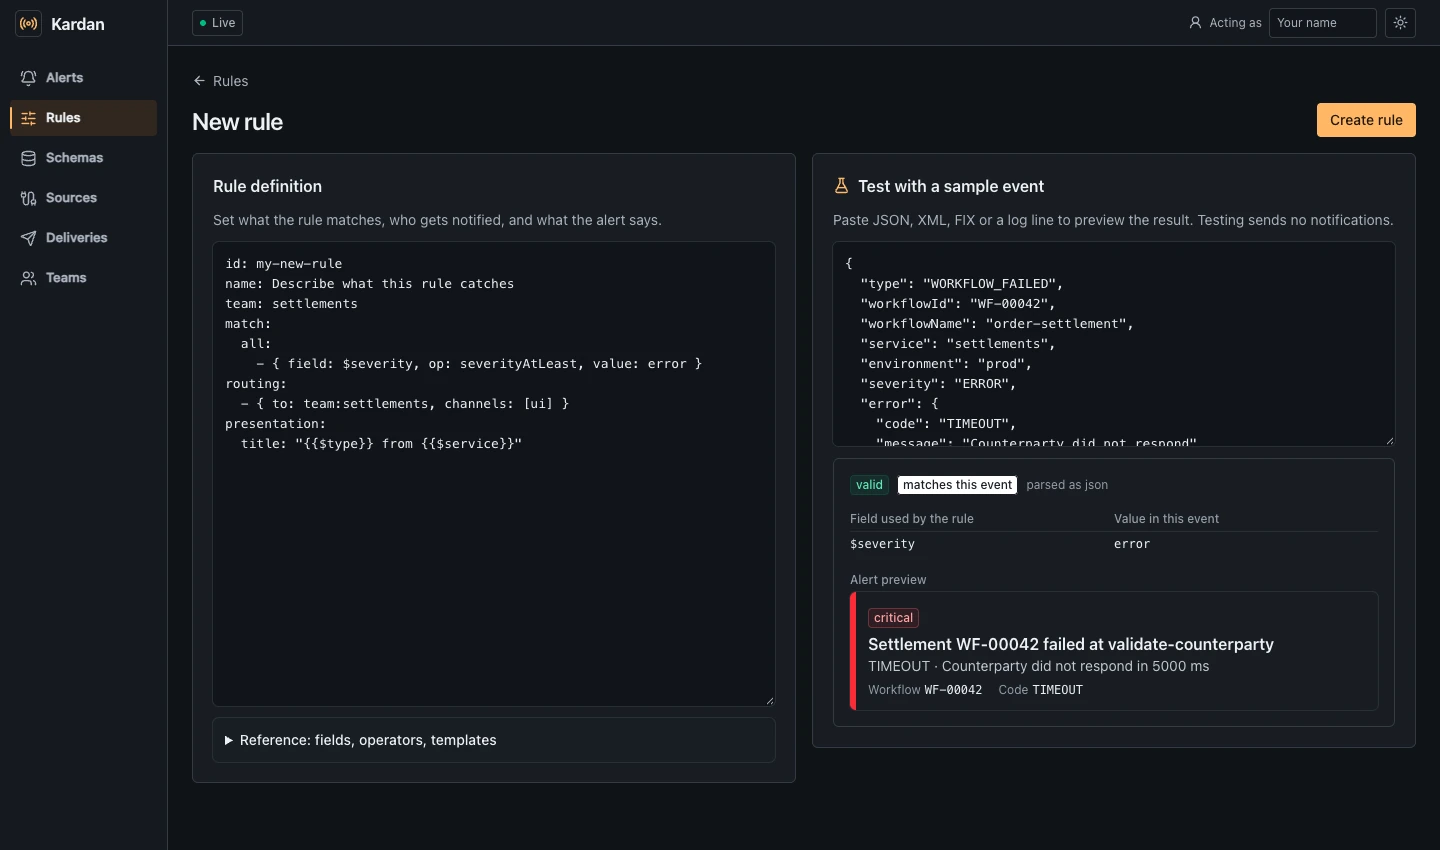 Kardan
Live
Acting as
Your name
Alerts
Rules
Schemas
Sources
Deliveries
Teams
← Rules
New rule
Create rule
Rule definition
Set what the rule matches, who gets notified, and what the alert says.
id: my-new-rule
name: Describe what this rule catches
team: settlements
match:
  all:
    - { field: $severity, op: severityAtLeast, value: error }
routing:
  - { to: team:settlements, channels: [ui] }
presentation:
  title: "{{$type}} from {{$service}}"
Reference: fields, operators, templates
Test with a sample event
Paste JSON, XML, FIX or a log line to preview the result. Testing sends no notifications.
{
  "type": "WORKFLOW_FAILED",
  "workflowId": "WF-00042",
  "workflowName": "order-settlement",
  "service": "settlements",
  "environment": "prod",
  "severity": "ERROR",
  "error": {
    "code": "TIMEOUT",
    "message": "Counterparty did not respond"
valid
matches this event
parsed as json
Field used by the rule
Value in this event
$severity
error
Alert preview
critical
Settlement WF-00042 failed at validate-counterparty
TIMEOUT · Counterparty did not respond in 5000 ms
Workflow WF-00042 Code TIMEOUT